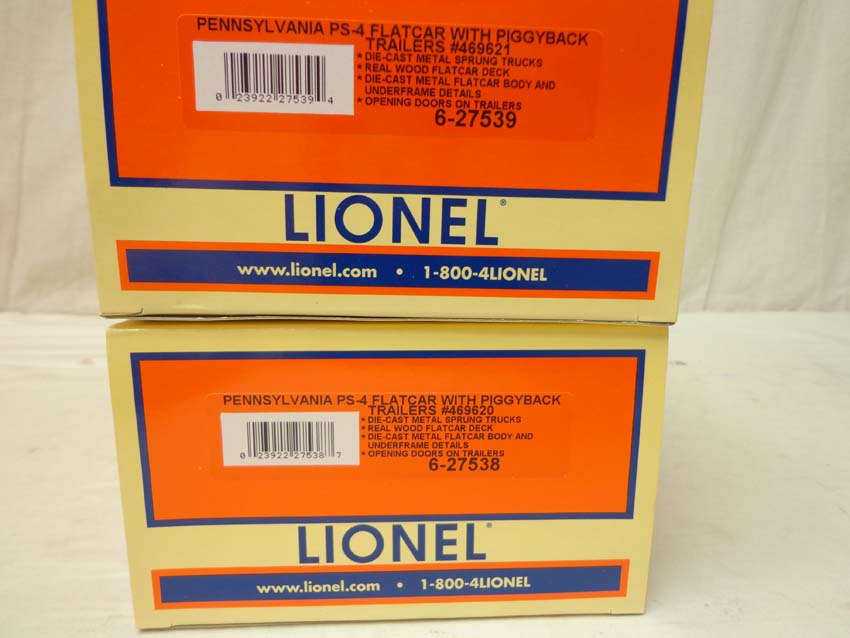 PENNSYLVANIA PS-4 FLATCAR WITH PIGGYBACK
TRAILERS #469621
* DIE-CAST METAL SPRUNG TRUCKS
* REAL WOOD FLATCAR DECK
* DIE-CAST METAL FLATCAR BODY AND
UNDERFRAME DETAILS
* OPENING DOORS ON TRAILERS
0 23922 27539 4
6-27539
LIONEL®
www.lionel.com • 1-800-4LIONEL
PENNSYLVANIA PS-4 FLATCAR WITH PIGGYBACK
TRAILERS #469620
* DIE-CAST METAL SPRUNG TRUCKS
* REAL WOOD FLATCAR DECK
* DIE-CAST METAL FLATCAR BODY AND
UNDERFRAME DETAILS
* OPENING DOORS ON TRAILERS
0 23922 27538 7
6-27538
LIONEL®
www.lionel.com • 1-800-4LIONEL